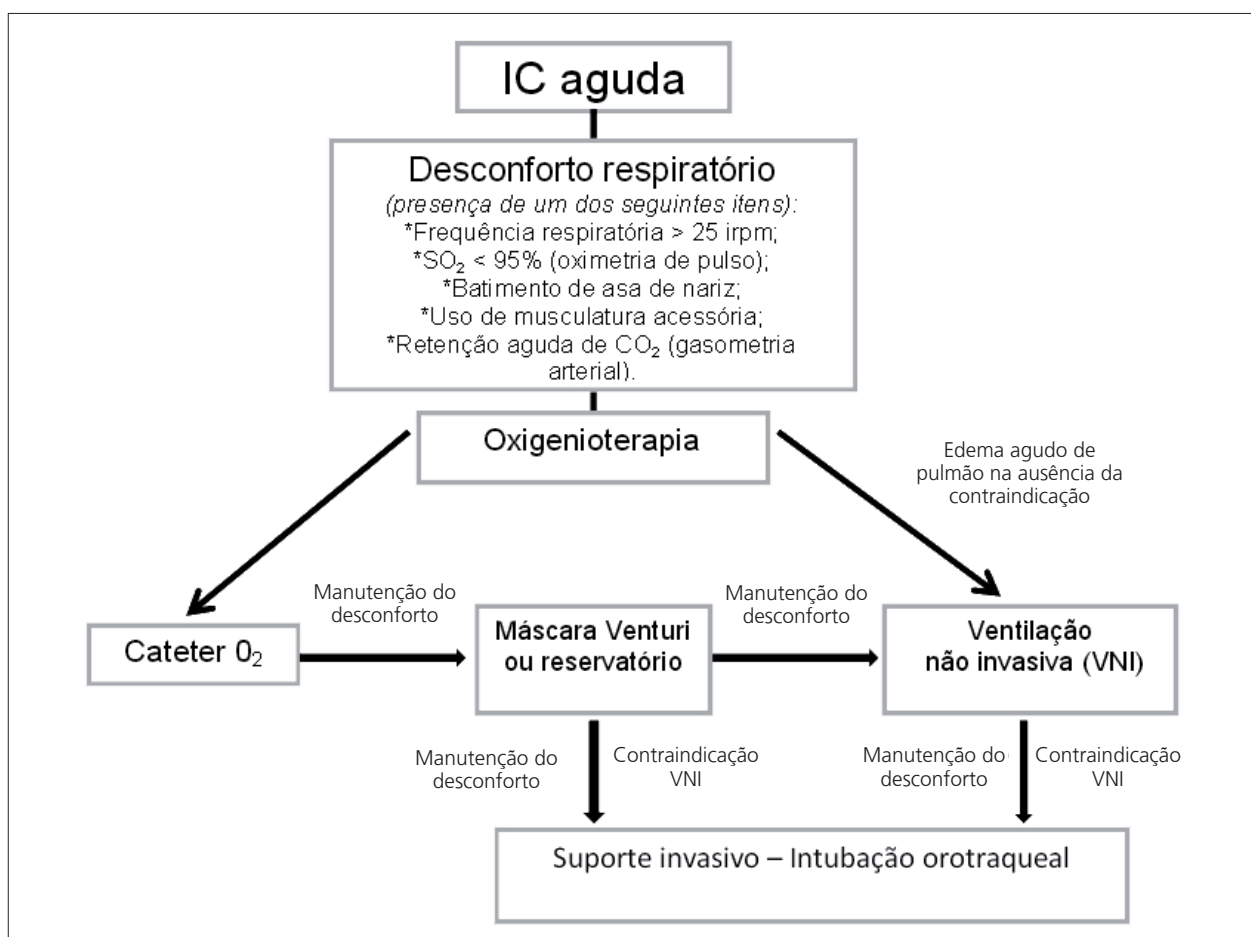 IC aguda
Desconforto respiratório
(presença de um dos seguintes itens):
*Frequência respiratória > 25 irpm;
*SO₂ < 95% (oximetria de pulso);
*Batimento de asa de nariz;
*Uso de musculatura acessória;
*Retenção aguda de CO₂ (gasometria
arterial).
Oxigenioterapia
Edema agudo de
pulmão na ausência da
contraindicação
Cateter 0₂
Manutenção do
desconforto
Máscara Venturi
ou reservatório
Manutenção do
desconforto
Ventilação
não invasiva (VNI)
Manutenção do
desconforto
Contraindicação
VNI
Manutenção do
desconforto
Contraindicação
VNI
Suporte invasivo – Intubação orotraqueal